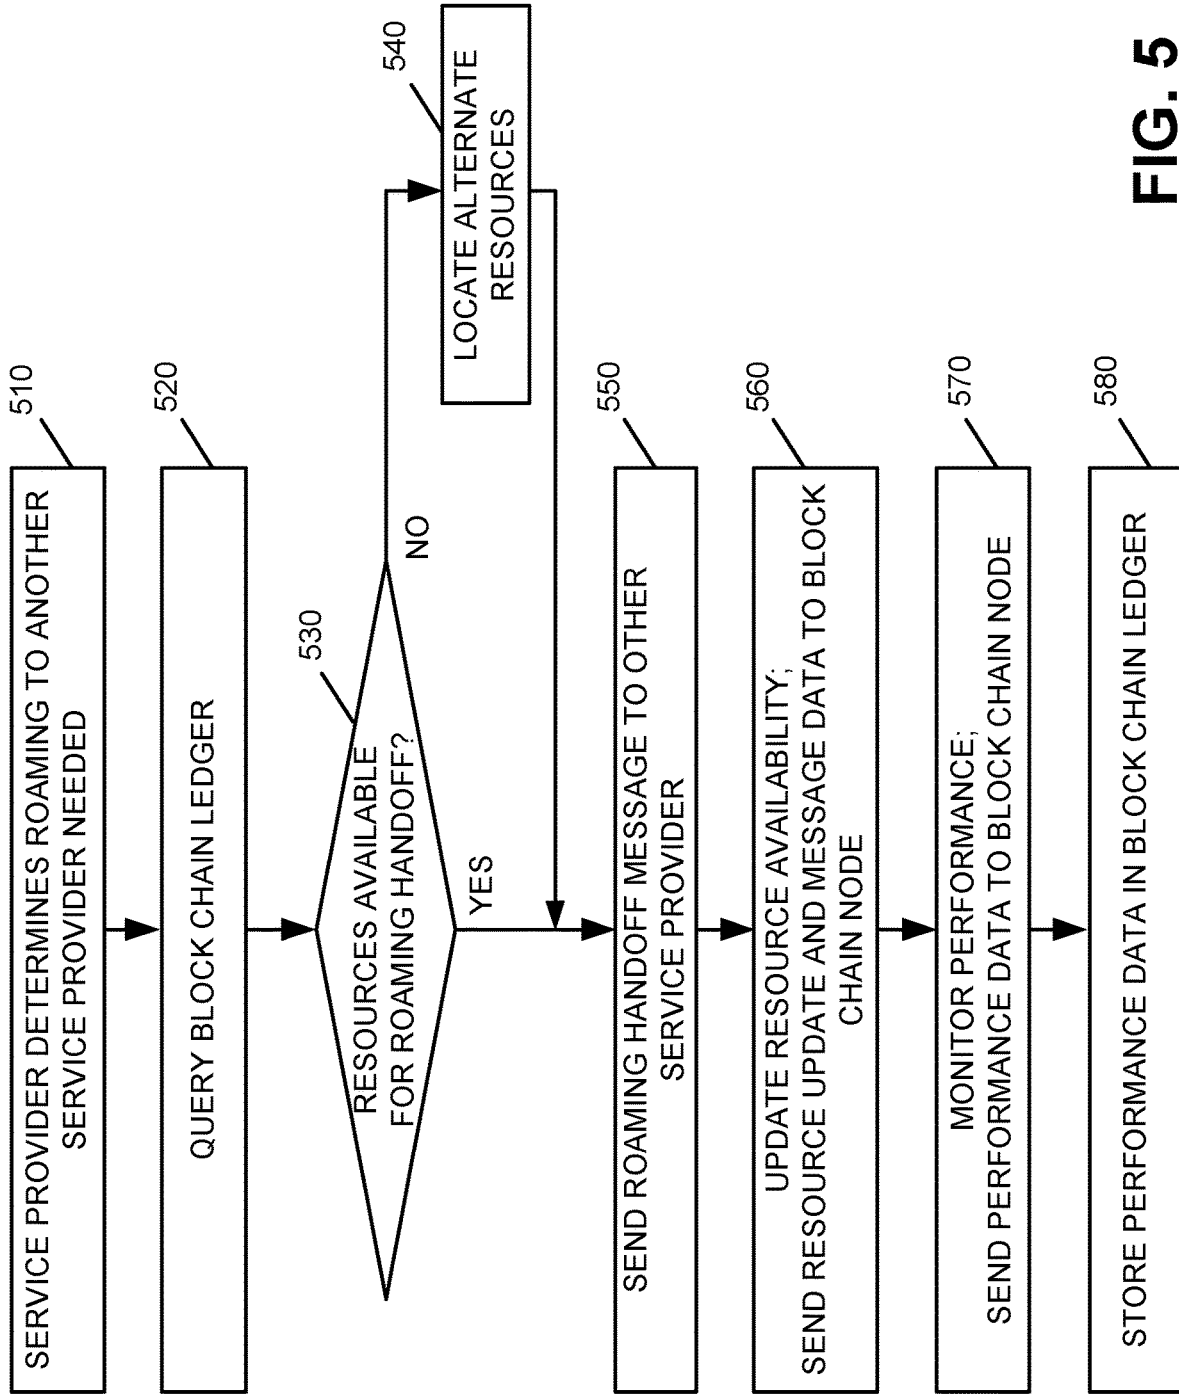 510
SERVICE PROVIDER DETERMINES ROAMING TO ANOTHER
SERVICE PROVIDER NEEDED
520
QUERY BLOCK CHAIN LEDGER
530
RESOURCES AVAILABLE
FOR ROAMING HANDOFF?
NO
YES
540
LOCATE ALTERNATE
RESOURCES
550
SEND ROAMING HANDOFF MESSAGE TO OTHER
SERVICE PROVIDER
560
UPDATE RESOURCE AVAILABILITY;
SEND RESOURCE UPDATE AND MESSAGE DATA TO BLOCK
CHAIN NODE
570
MONITOR PERFORMANCE;
SEND PERFORMANCE DATA TO BLOCK CHAIN NODE
580
STORE PERFORMANCE DATA IN BLOCK CHAIN LEDGER
FIG. 5